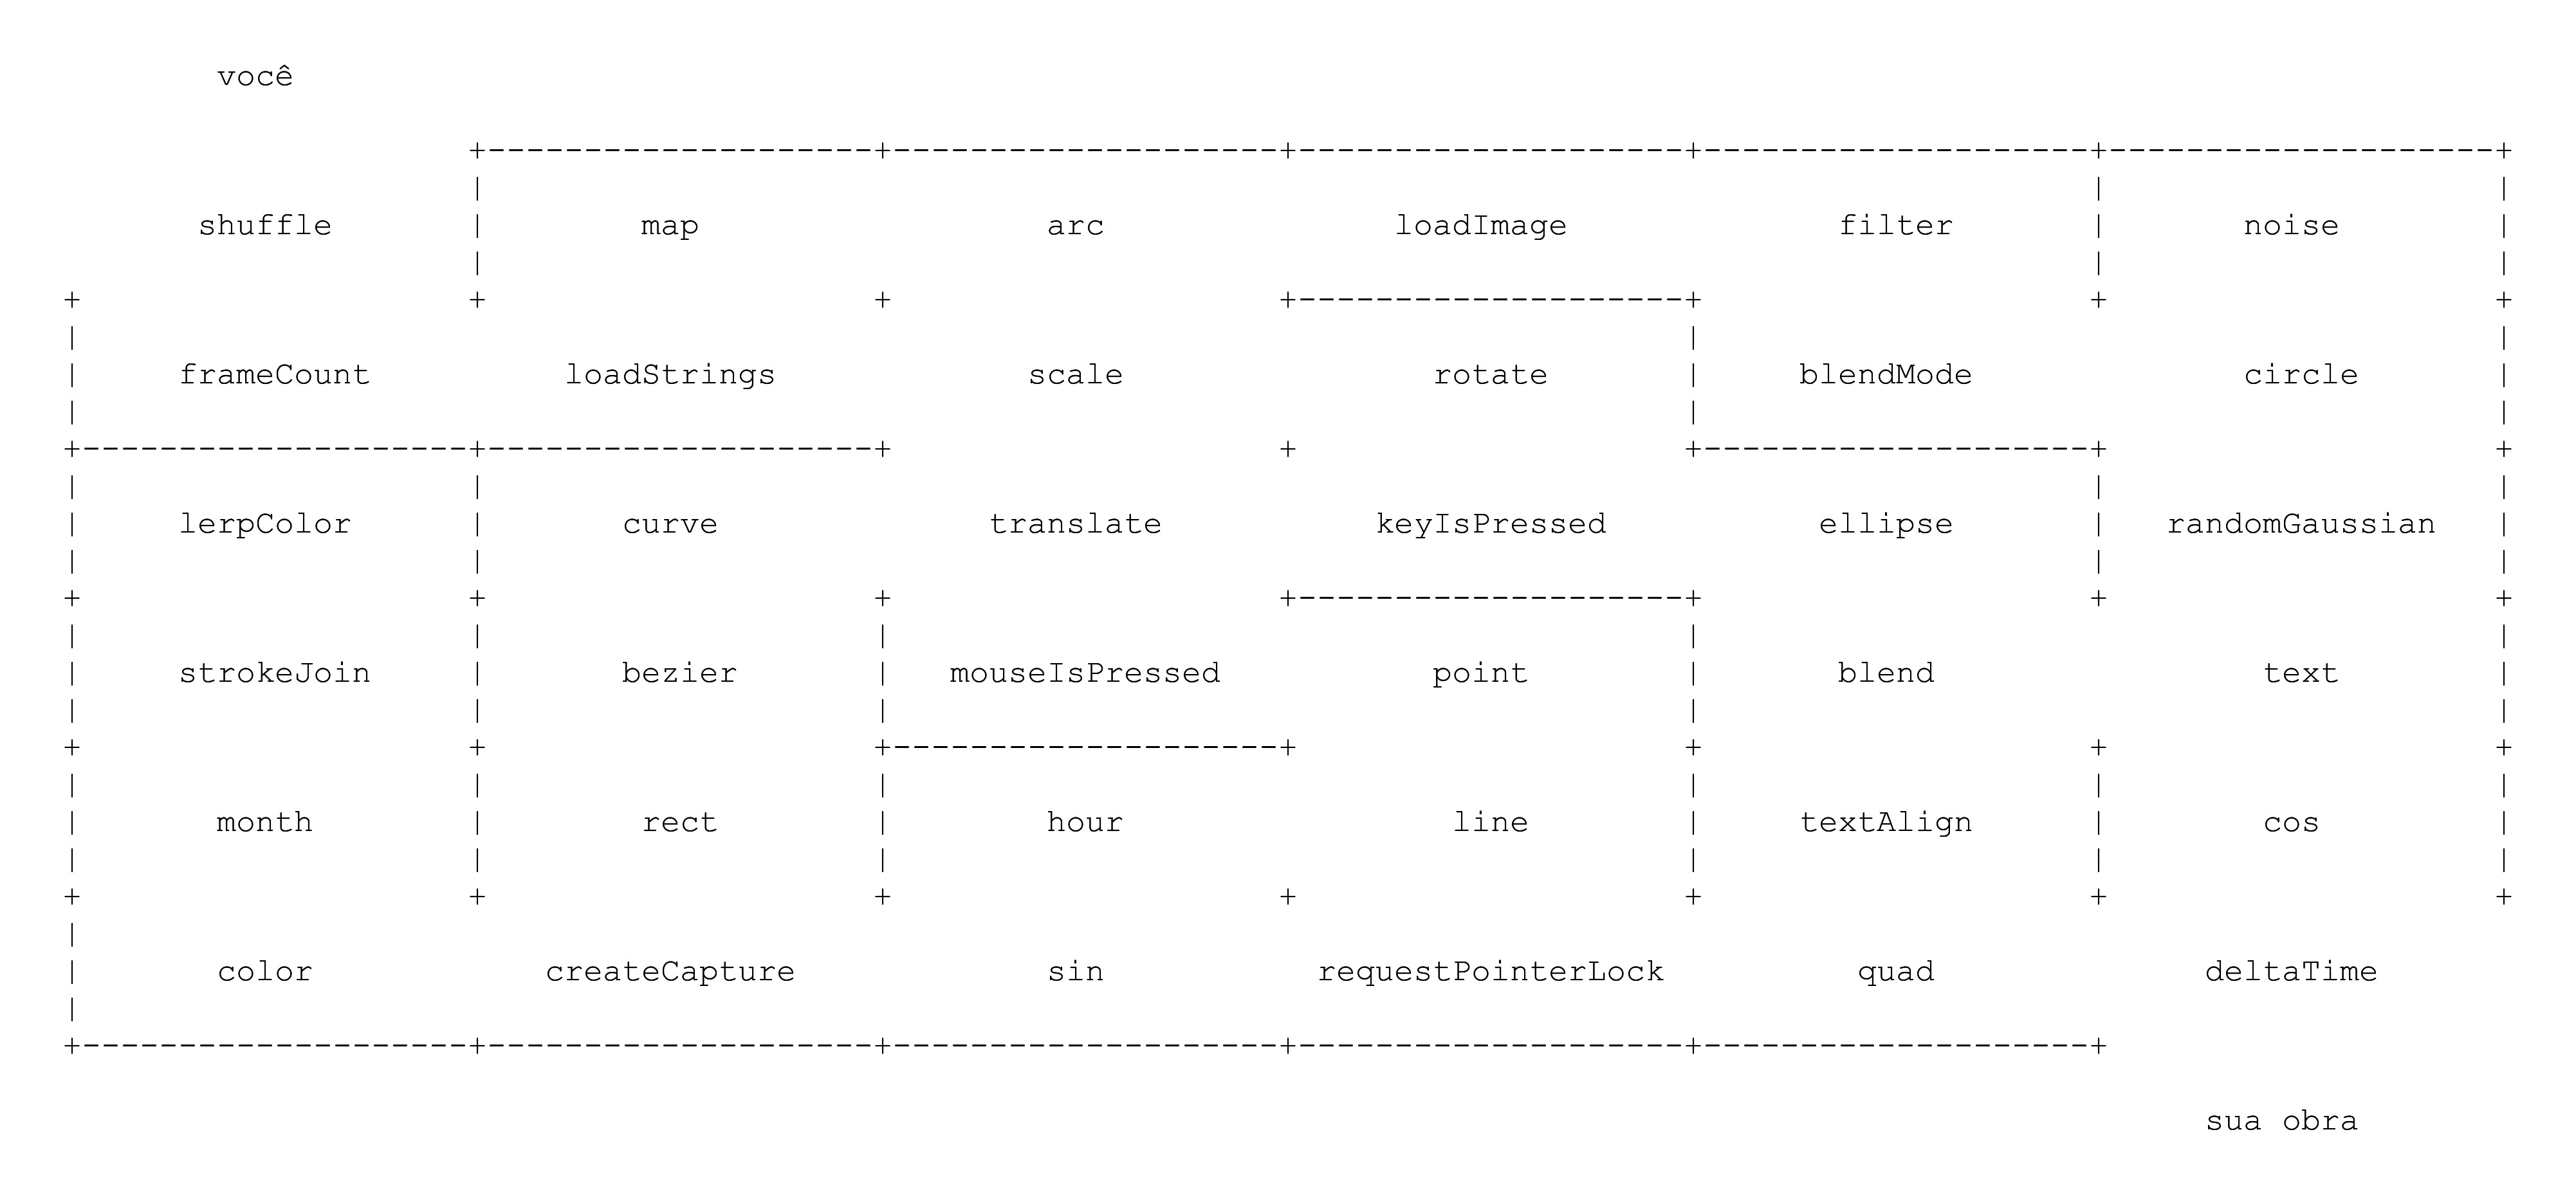 você
shuffle map arc loadImage filter noise
frameCount loadStrings scale rotate blendMode circle
lerpColor curve translate keyIsPressed ellipse randomGaussian
strokeJoin bezier mouseIsPressed point blend text
month rect hour line textAlign cos
color createCapture sin requestPointerLock quad deltaTime
sua obra